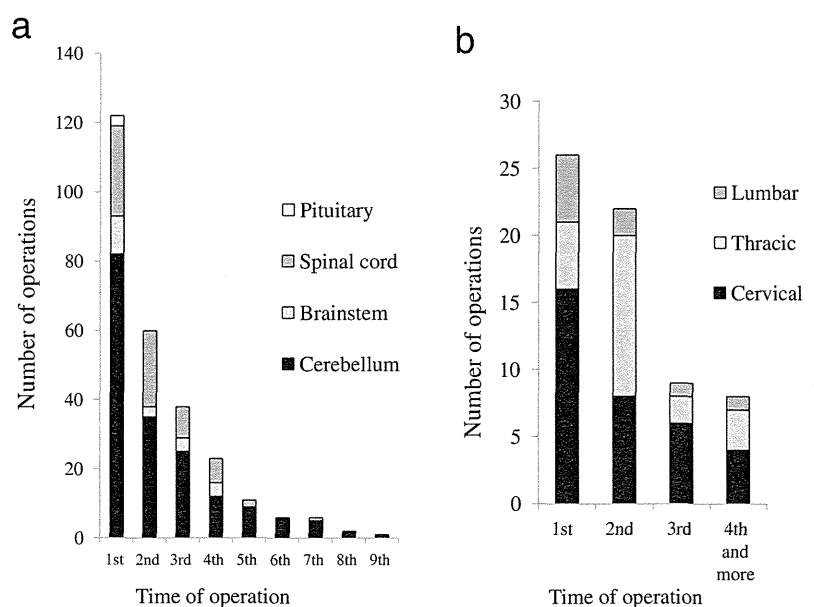 a
140
120
100
80
60
40
20
0
Number of operations
Pituitary
Spinal cord
Brainstem
Cerebellum
1st 2nd 3rd 4th 5th 6th 7th 8th 9th
Time of operation
b
30
25
20
15
10
5
0
Number of operations
Lumbar
Thracic
Cervical
1st 2nd 3rd 4th
and
more
Time of operation